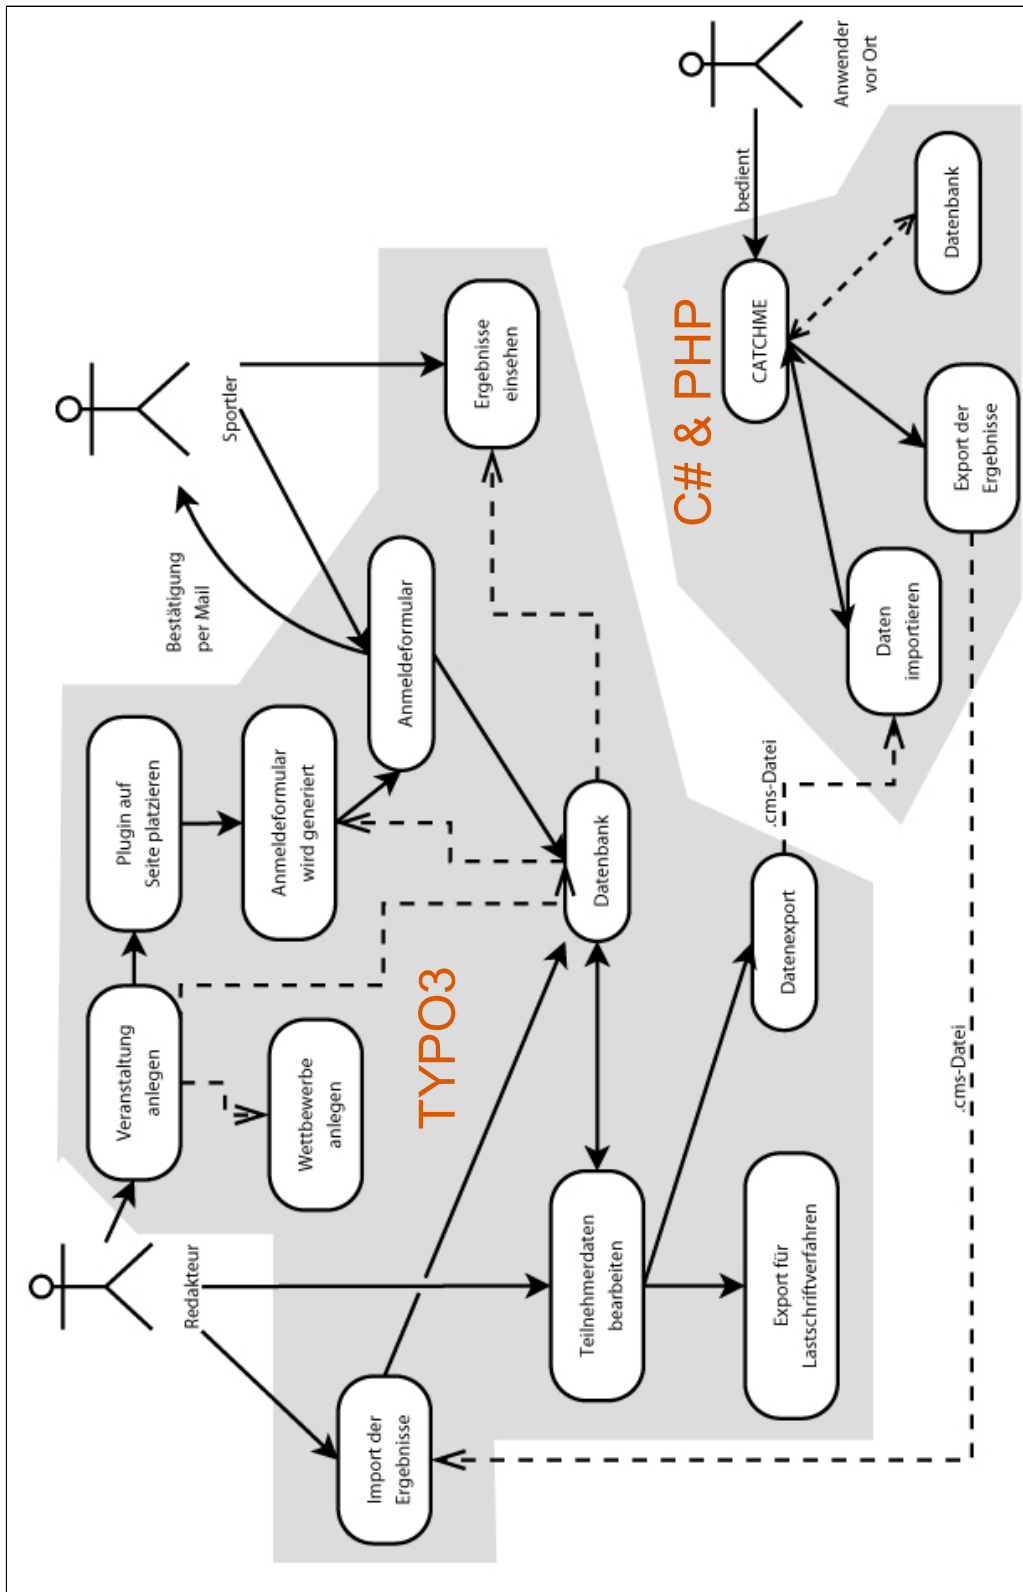 Redakteur
Veranstaltung
anlegen
Plugin auf
Seite platzieren
Wettbewerbe
anlegen
Anmeldeformular
wird generiert
Bestätigung
per Mail
Sportler
Import der
Ergebnisse
TYPO3
Anmeldeformular
Ergebnisse
einsehen
Teilnehmerdaten
bearbeiten
Datenbank
Export für
Lastschriftverfahren
Datenexport
.cms-Datei
C# & PHP
CATCHME
bedient
Anwender
vor Ort
Daten
importieren
Export der
Ergebnisse
Datenbank
.cms-Datei